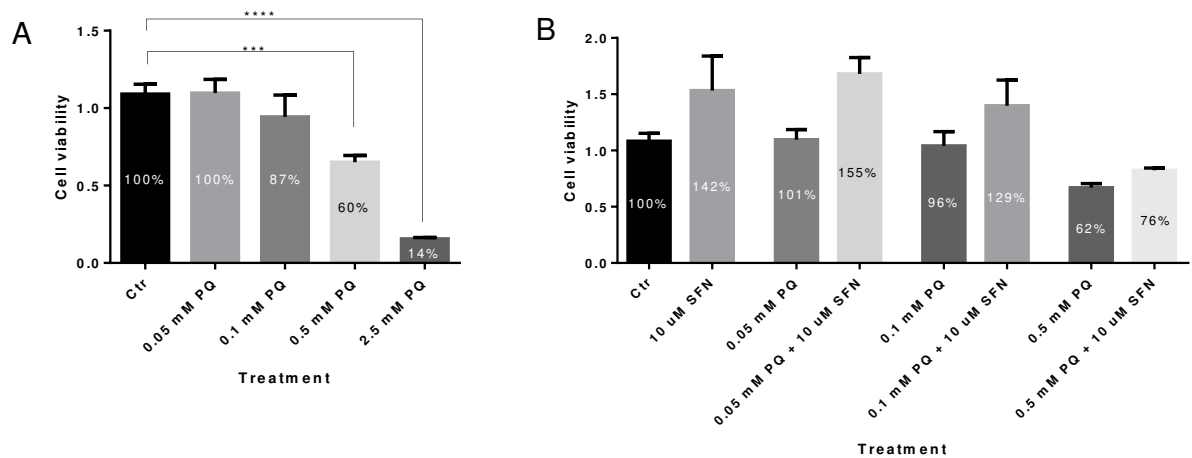 A
****
***
1.5
1.0
0.5
0.0
Cell viability
100%
100%
87%
60%
14%
Ctr
0.05 mM PQ
0.1 mM PQ
0.5 mM PQ
2.5 mM PQ
Treatment
B
2.0
1.5
1.0
0.5
0.0
Cell viability
100%
142%
101%
155%
96%
129%
62%
76%
Ctr
10 uM SFN
0.05 mM PQ
0.05 mM PQ + 10 uM SFN
0.1 mM PQ
0.1 mM PQ + 10 uM SFN
0.5 mM PQ
0.5 mM PQ + 10 uM SFN
Treatment